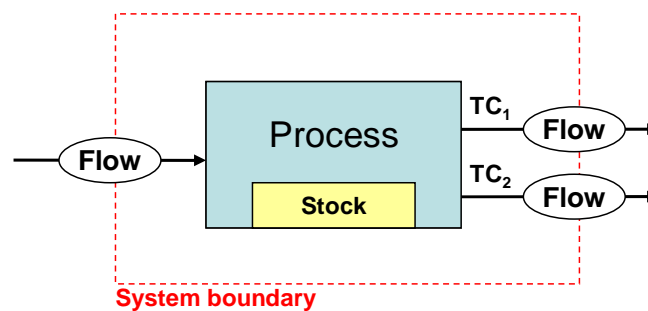 TC₁
Process
Flow
Flow
TC₂
Stock
Flow
System boundary